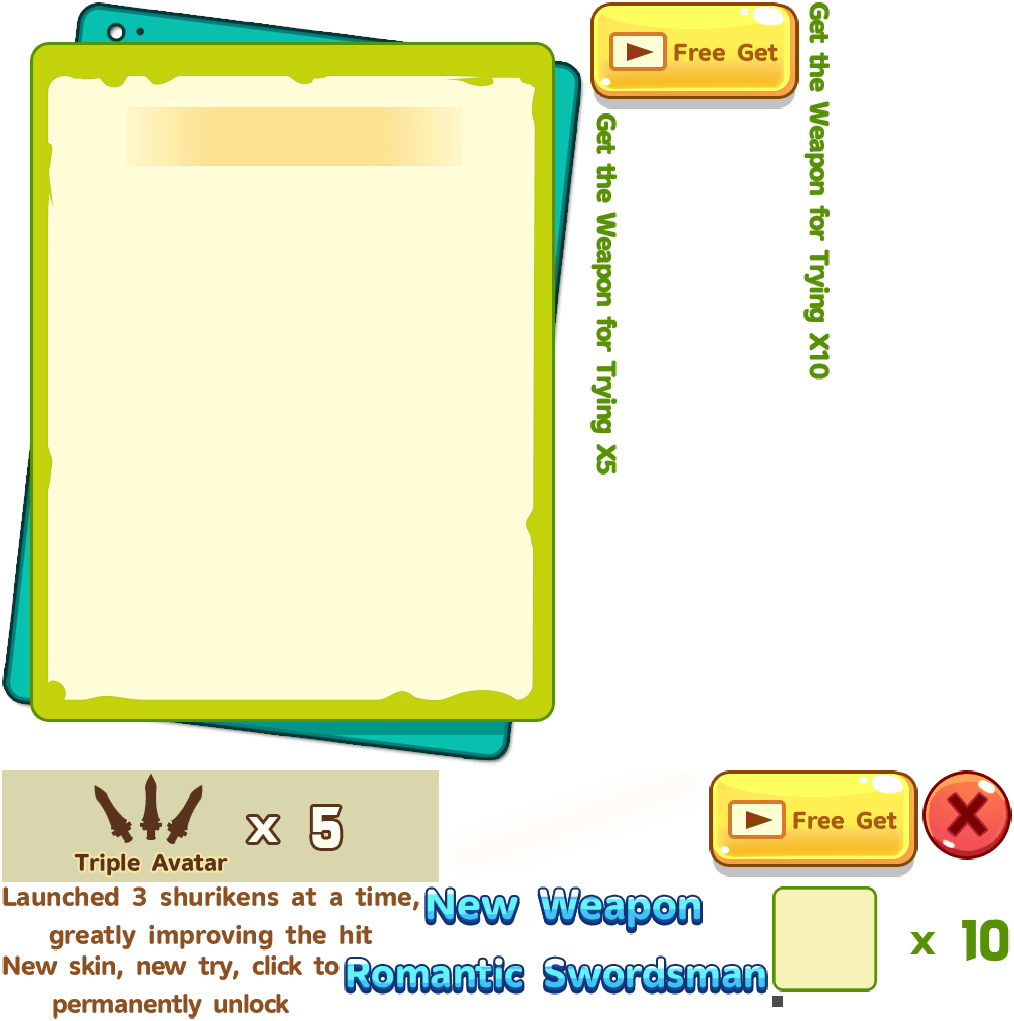 Free Get
Get the Weapon for Trying X10
Get the Weapon for Trying X5
Triple Avatar
x 5
Free Get
Launched 3 shurikens at a time,
greatly improving the hit
New Weapon
New skin, new try, click to
permanently unlock
Romantic Swordsman
x 10